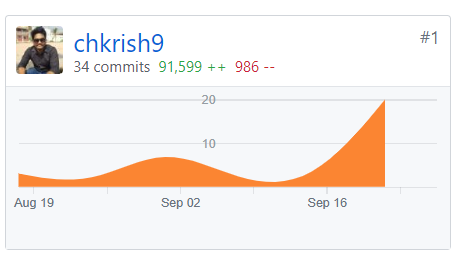 chkrish9
#1
34 commits 91,599 ++ 986 --
20
10
Aug 19 Sep 02 Sep 16